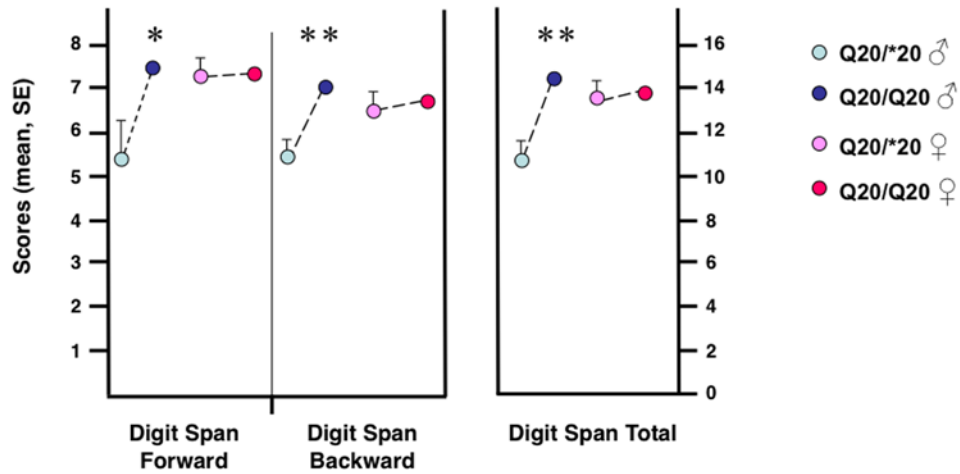 Scores (mean, SE)
8
7
6
5
4
3
2
1
*
**
**
16
14
12
10
8
6
4
2
0
Digit Span
Forward
Digit Span
Backward
Digit Span Total
Q20/*20 ♂
Q20/Q20 ♂
Q20/*20 ♀
Q20/Q20 ♀